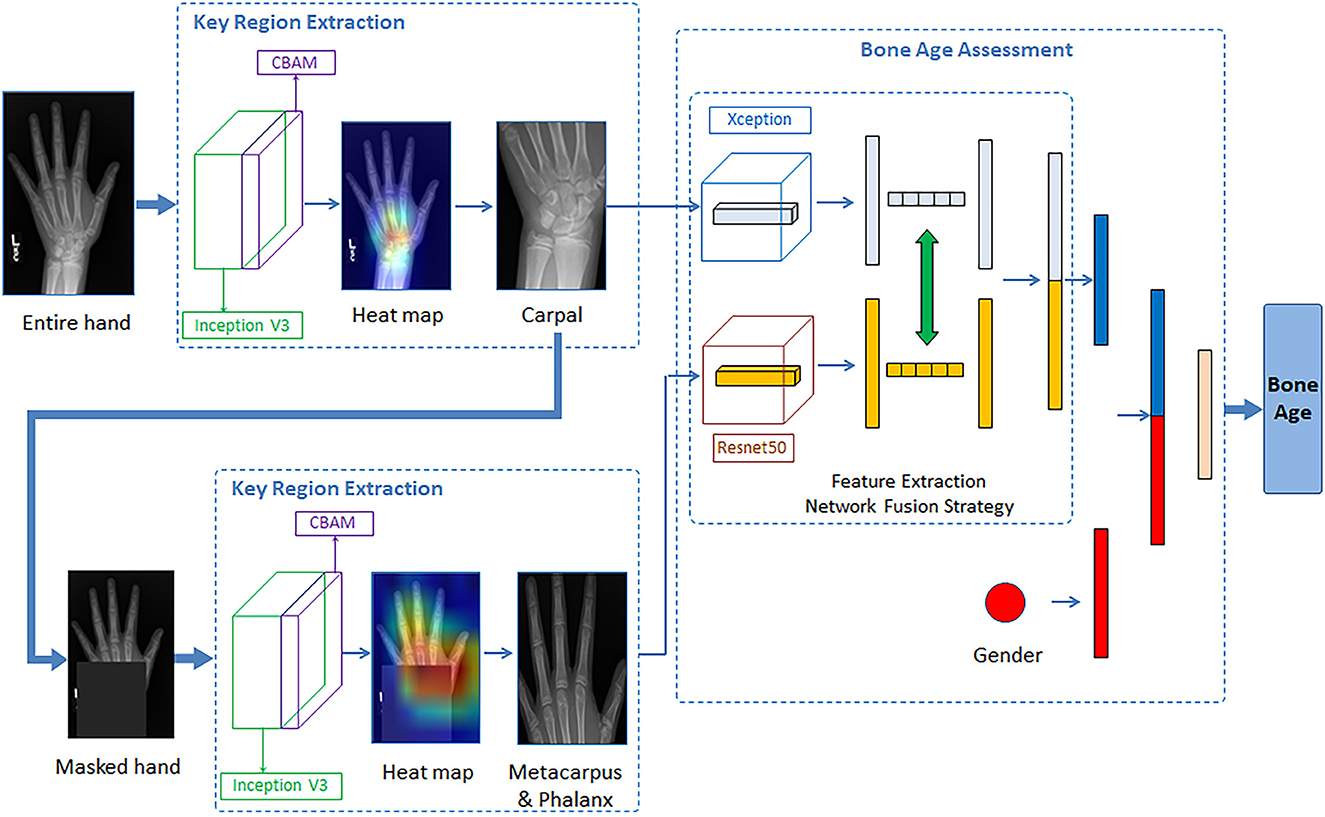 Key Region Extraction
CBAM
Inception V3
Entire hand
Heat map
Carpal
Bone Age Assessment
Xception
Resnet50
Feature Extraction
Network Fusion Strategy
Gender
Bone
Age
Key Region Extraction
CBAM
Inception V3
Masked hand
Heat map
Metacarpus
& Phalanx